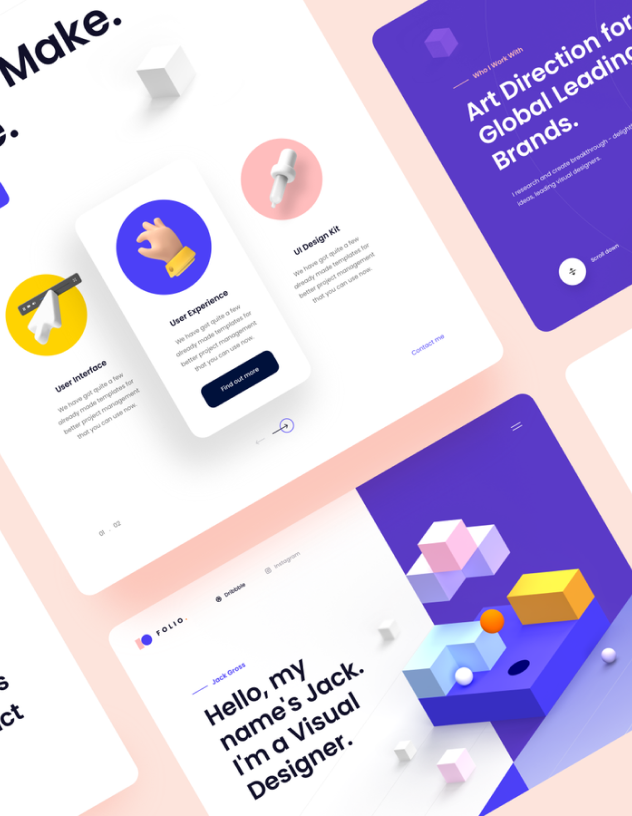 Make.
e.
User Interface
We have got quite a few
already made templates for
better project management
that you can use now.
User Experience
We have got quite a few
already made templates for
better project management
that you can use now.
Find out more
UI Design Kit
We have got quite a few
already made templates for
better project management
that you can use now.
Contact me
01 · 02
Who I Work With
Art Direction for
Global Leading
Brands.
I research and create breakthrough - 
ideas, leading visual designers.
Scroll down
FOLIO.
Dribbble
Instagram
Jack Gross
Hello, my
name's Jack.
I'm a Visual
Designer.
s
ct